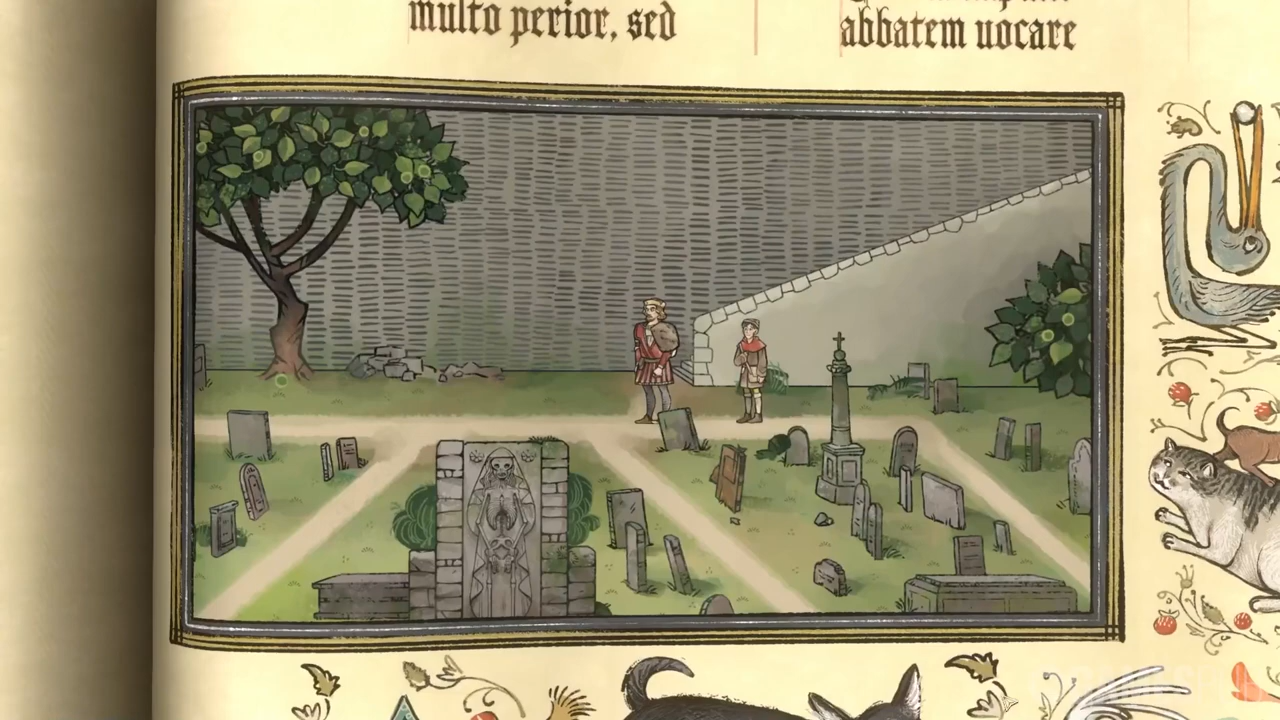 multo perior, sed
abbatem uocare